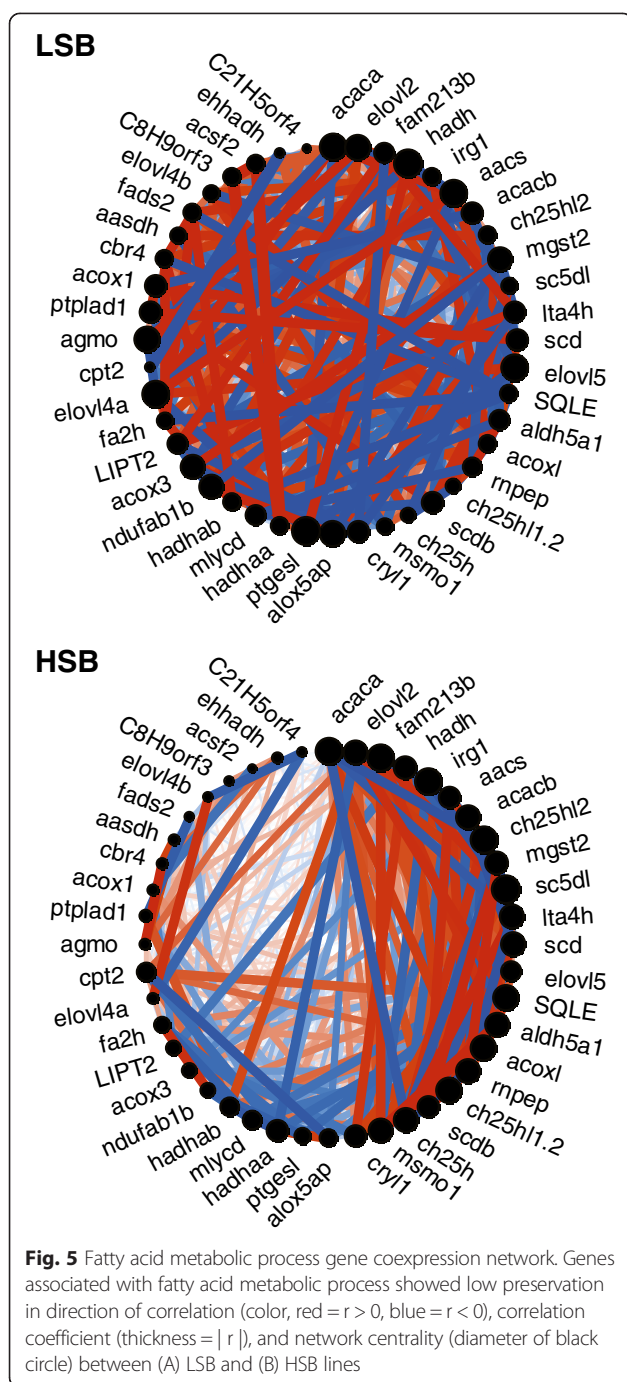 LSB
acaca
elovl2
fam213b
hadh
irg1
aacs
acacb
ch25hl2
mgst2
sc5dl
lta4h
scd
elovl5
SQLE
aldh5a1
acoxl
rnpep
ch25hl1.2
scdb
ch25h
msmo1
cryl1
alox5ap
ptgesl
hadhaa
mlycd
hadhab
ndufab1b
acox3
LIPT2
fa2h
elovl4a
cpt2
agmo
ptplad1
acox1
cbr4
aasdh
fads2
elovl4b
C8H9orf3
acsf2
ehhadh
C21H5orf4
HSB
acaca
elovl2
fam213b
hadh
irg1
aacs
acacb
ch25hl2
mgst2
sc5dl
lta4h
scd
elovl5
SQLE
aldh5a1
acoxl
rnpep
ch25hl1.2
scdb
ch25h
msmo1
cryl1
alox5ap
ptgesl
hadhaa
mlycd
hadhab
ndufab1b
acox3
LIPT2
fa2h
elovl4a
cpt2
agmo
ptplad1
acox1
cbr4
aasdh
fads2
elovl4b
C8H9orf3
acsf2
ehhadh
C21H5orf4
Fig. 5 Fatty acid metabolic process gene coexpression network. Genes
associated with fatty acid metabolic process showed low preservation
in direction of correlation (color, red = r > 0, blue = r < 0), correlation
coefficient (thickness = | r |), and network centrality (diameter of black
circle) between (A) LSB and (B) HSB lines